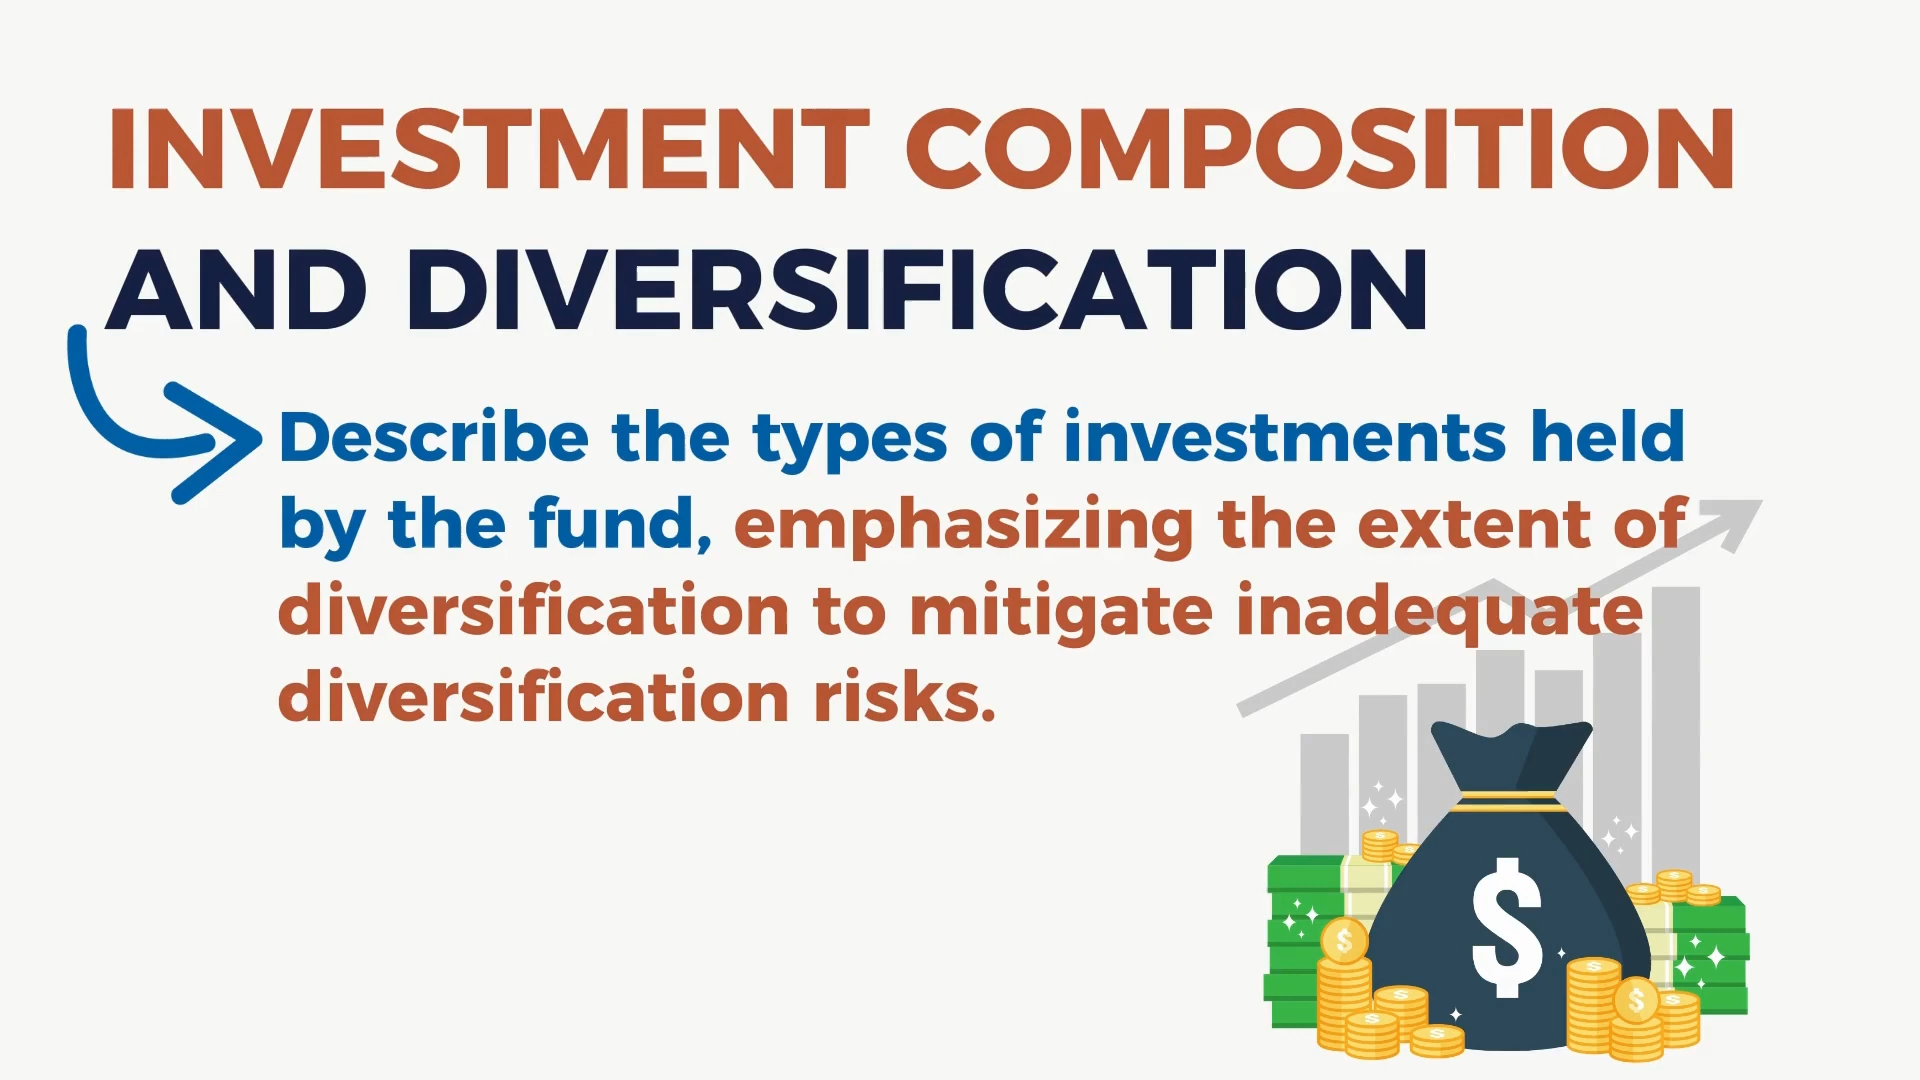 INVESTMENT COMPOSITION
AND DIVERSIFICATION
Describe the types of investments held
by the fund, emphasizing the extent of
diversification to mitigate inadequate
diversification risks.
$